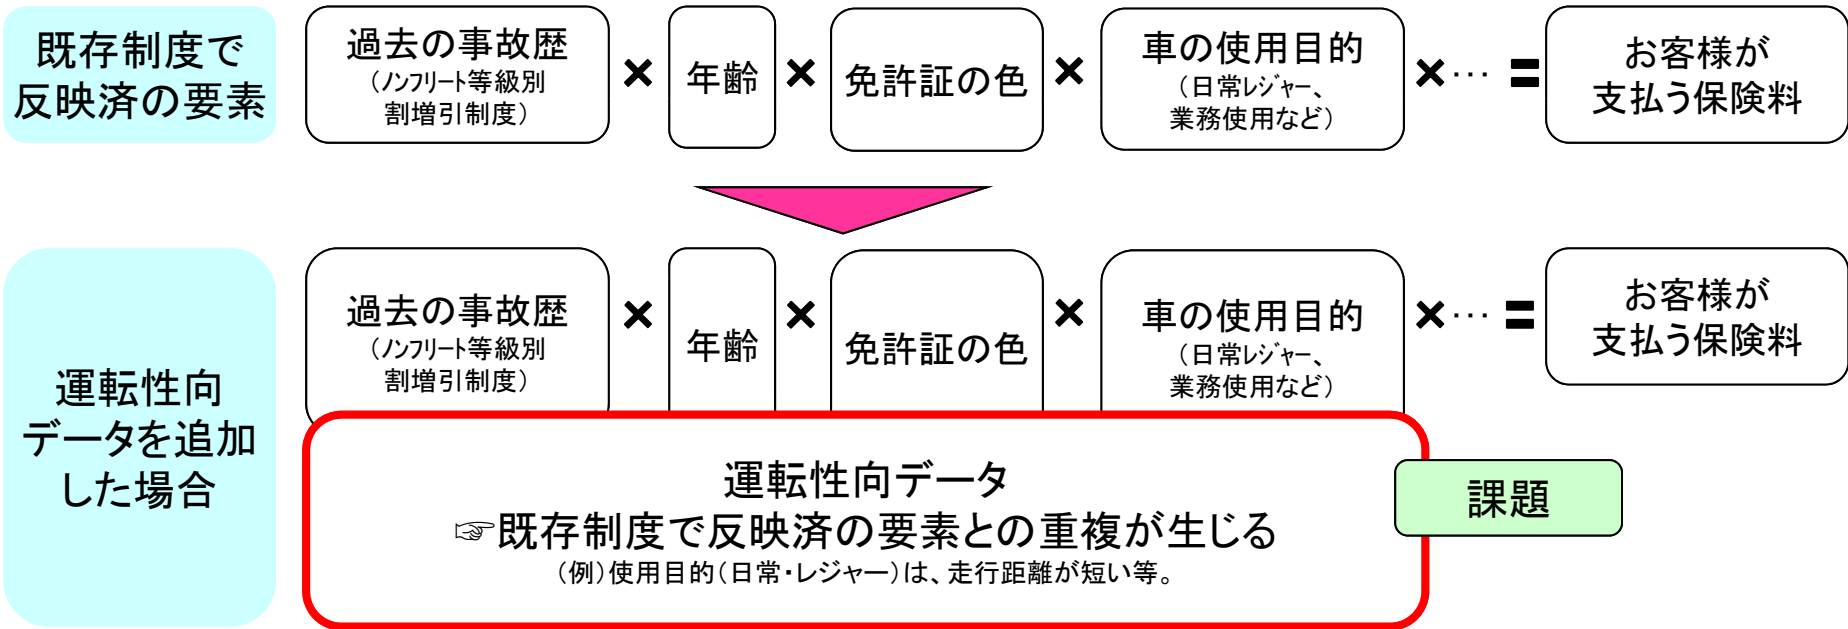 既存制度で
反映済の要素
過去の事故歴
（ﾉﾝﾌﾘｰﾄ等級別
割増引制度）
×
年齢
×
免許証の色
×
車の使用目的
（日常ﾚｼﾞｬｰ、
業務使用など）
×… =
お客様が
支払う保険料
運転性向
データを追加
した場合
過去の事故歴
（ﾉﾝﾌﾘｰﾄ等級別
割増引制度）
×
年齢
×
免許証の色
×
車の使用目的
（日常ﾚｼﾞｬｰ、
業務使用など）
×… =
お客様が
支払う保険料
運転性向データ
☞既存制度で反映済の要素との重複が生じる
（例）使用目的（日常・レジャー）は、走行距離が短い等。
課題